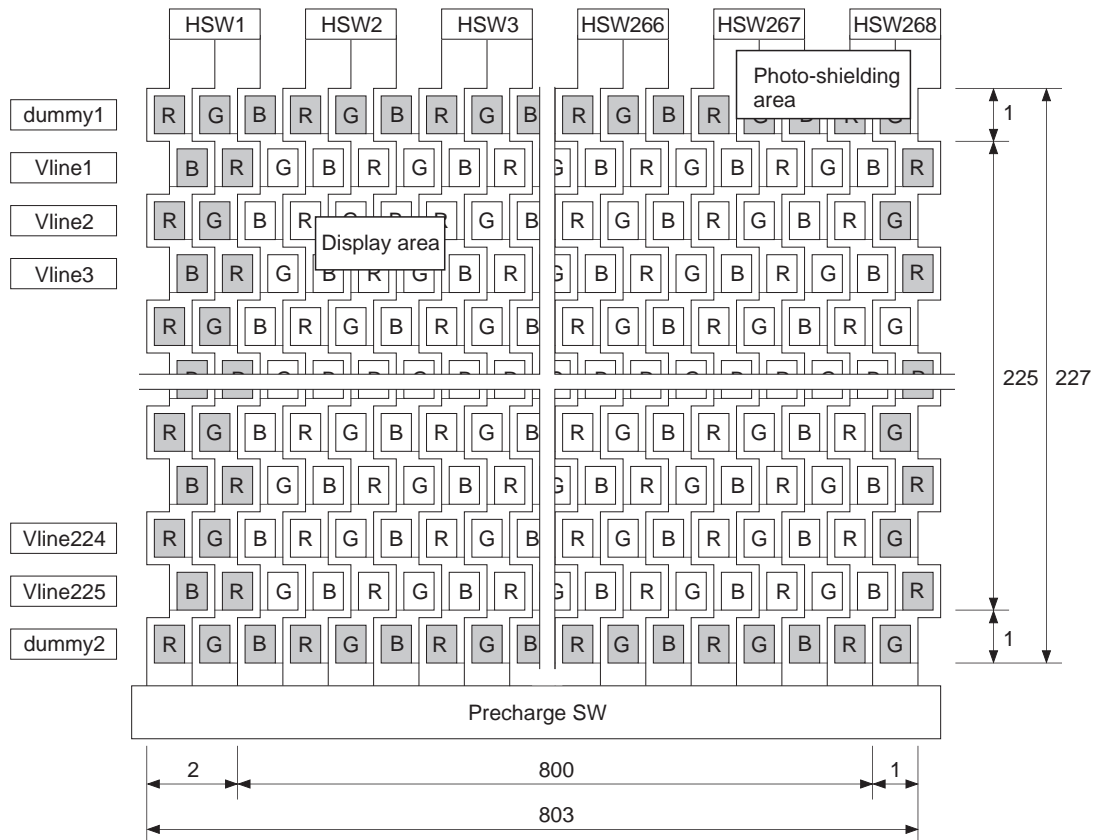 HSW1 HSW2 HSW3 HSW266 HSW267 HSW268
Photo-shielding
area
dummy1 R G B R G B R G B R G B R G B R G 1
Vline1 B R G B R G B R G B R G B R G B R
Vline2 R G B R G B R G B R G B R G B R G
Display area
Vline3 B R G B R G B R G B R G B R G B R
R G B R G B R G B R G B R G B R G
B R G B R G B R G B R G B R G B R
225 227
R G B R G B R G B R G B R G B R G
B R G B R G B R G B R G B R G B R
Vline224 R G B R G B R G B R G B R G B R G
Vline225 B R G B R G B R G B R G B R G B R
dummy2 R G B R G B R G B R G B R G B R G 1
Precharge SW
2 800 1
803